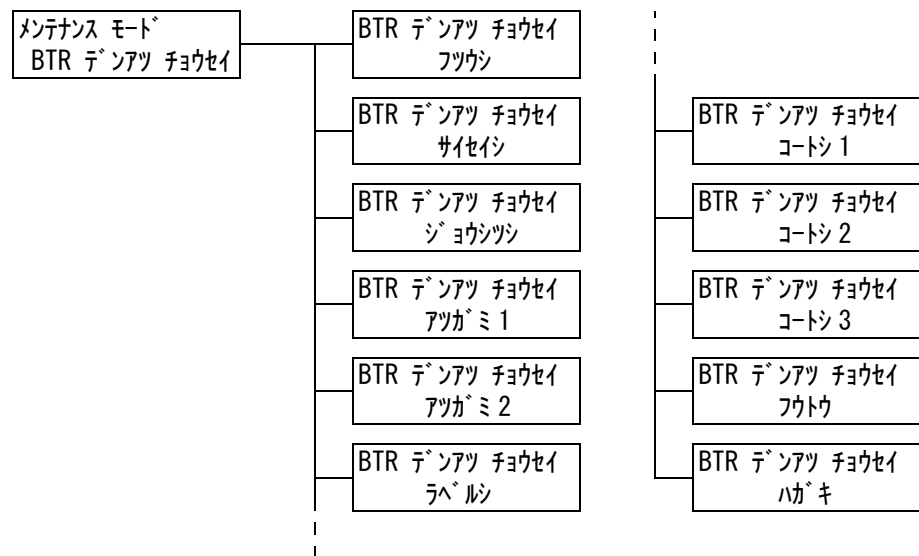 ﾒﾝﾃﾅﾝｽ ﾓｰﾄﾞ
BTR ﾃﾞﾝｱﾂ ﾁｮｳｾｲ
BTR ﾃﾞﾝｱﾂ ﾁｮｳｾｲ
ﾌﾂｳｼ
BTR ﾃﾞﾝｱﾂ ﾁｮｳｾｲ
ｻｲｾｲｼ
BTR ﾃﾞﾝｱﾂ ﾁｮｳｾｲ
ｼﾞｮｳｼﾂｼ
BTR ﾃﾞﾝｱﾂ ﾁｮｳｾｲ
ｱﾂｶﾞﾐ 1
BTR ﾃﾞﾝｱﾂ ﾁｮｳｾｲ
ｱﾂｶﾞﾐ 2
BTR ﾃﾞﾝｱﾂ ﾁｮｳｾｲ
ﾗﾍﾞﾙｼ
BTR ﾃﾞﾝｱﾂ ﾁｮｳｾｲ
ｺｰﾄｼ 1
BTR ﾃﾞﾝｱﾂ ﾁｮｳｾｲ
ｺｰﾄｼ 2
BTR ﾃﾞﾝｱﾂ ﾁｮｳｾｲ
ｺｰﾄｼ 3
BTR ﾃﾞﾝｱﾂ ﾁｮｳｾｲ
ﾌｳﾄｳ
BTR ﾃﾞﾝｱﾂ ﾁｮｳｾｲ
ﾊｶﾞｷ